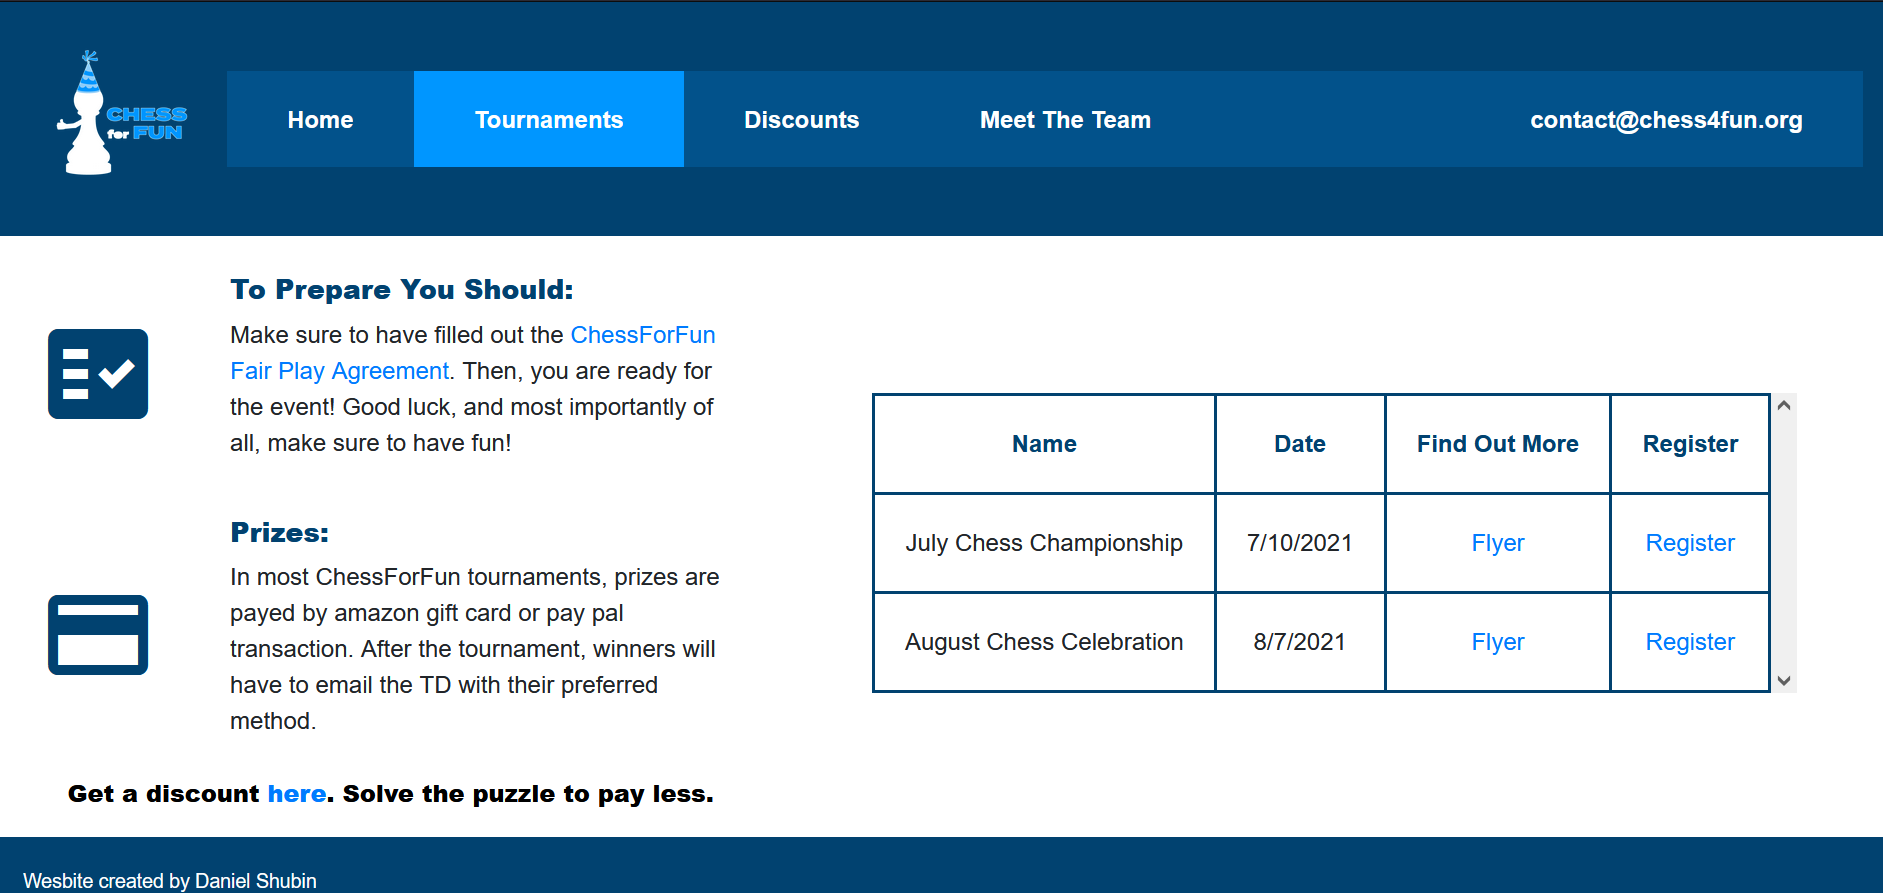 CHESS
for FUN
Home
Tournaments
Discounts
Meet The Team
contact@chess4fun.org
To Prepare You Should:
Make sure to have filled out the ChessForFun
Fair Play Agreement. Then, you are ready for
the event! Good luck, and most importantly of
all, make sure to have fun!
Prizes:
In most ChessForFun tournaments, prizes are
payed by amazon gift card or pay pal
transaction. After the tournament, winners will
have to email the TD with their preferred
method.
Get a discount here. Solve the puzzle to pay less.
Name Date Find Out More Register
July Chess Championship 7/10/2021 Flyer Register
August Chess Celebration 8/7/2021 Flyer Register
Wesbite created by Daniel Shubin